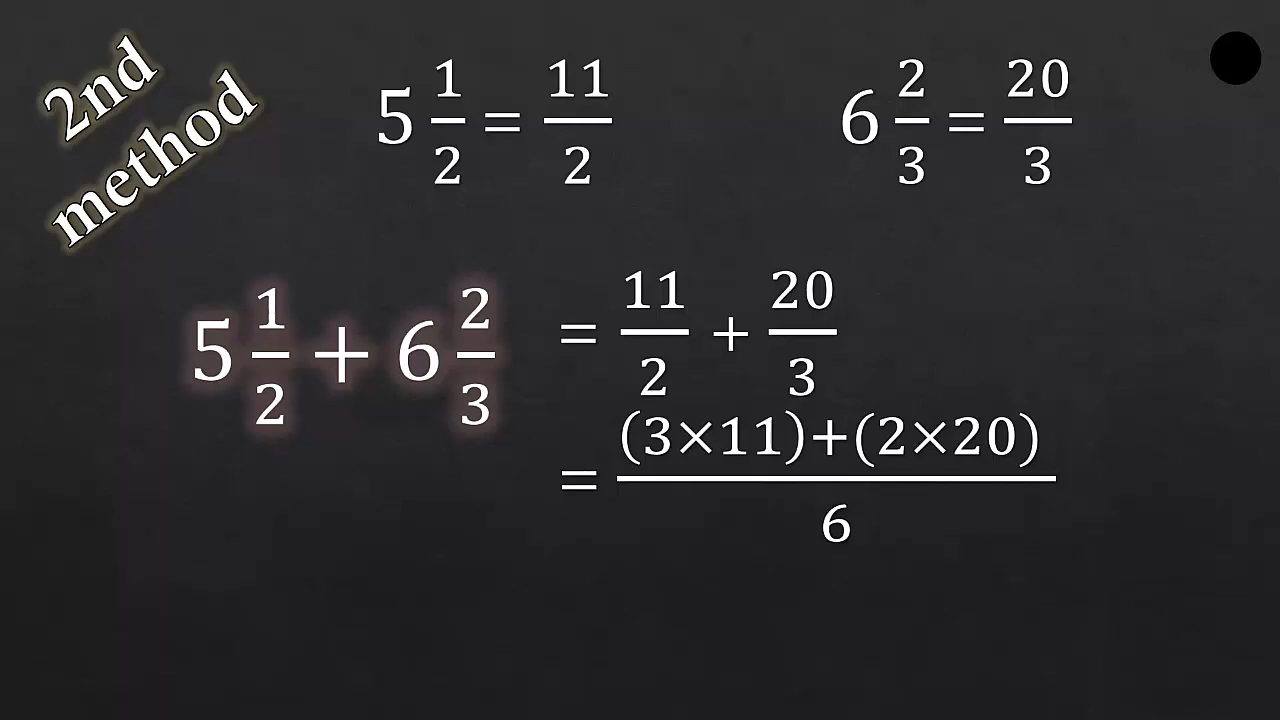 2nd
method
5 1/2 = 11/2
6 2/3 = 20/3
5 1/2 + 6 2/3 = 11/2 + 20/3
= (3×11)+(2×20)/6